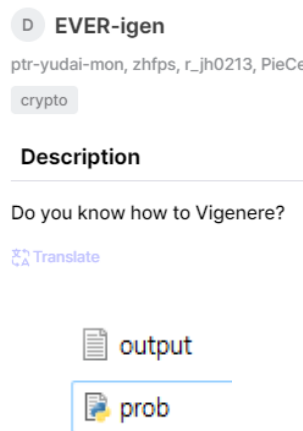 D EVER-igen
ptr-yudai-mon, zhfps, r_jh0213, PieCe
crypto
Description
Do you know how to Vigenere?
Translate
output
prob